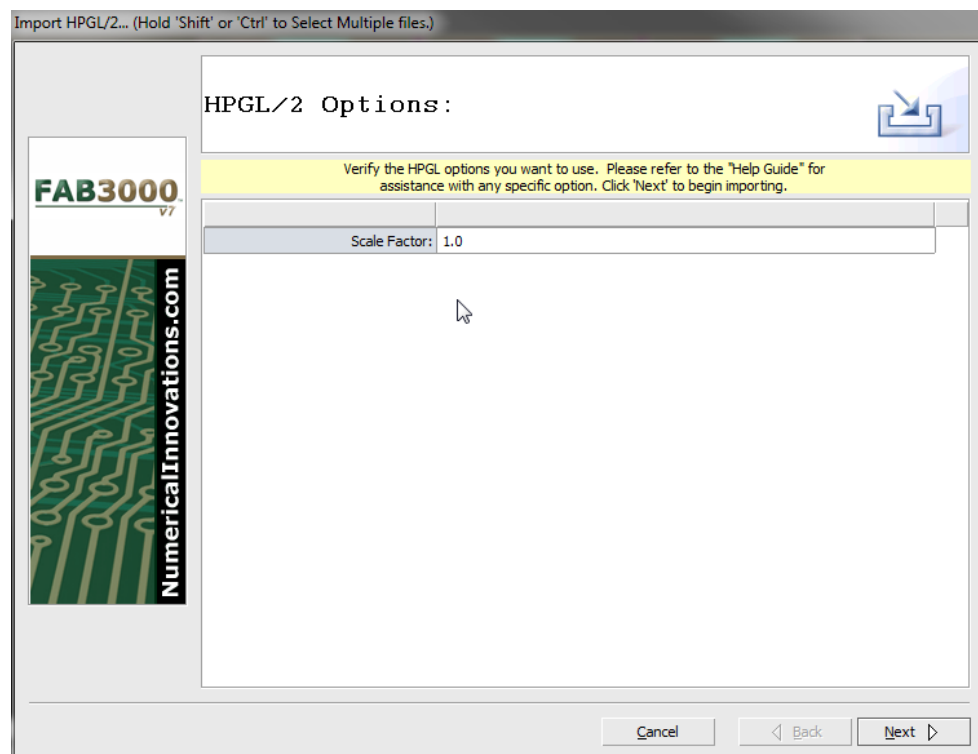 Import HPGL/2... (Hold 'Shift' or 'Ctrl' to Select Multiple files.)
HPGL/2 Options:
Verify the HPGL options you want to use. Please refer to the "Help Guide" for
assistance with any specific option. Click 'Next' to begin importing.
FAB3000
v7
Scale Factor: 1.0
NumericalInnovations.com
Cancel
Back
Next